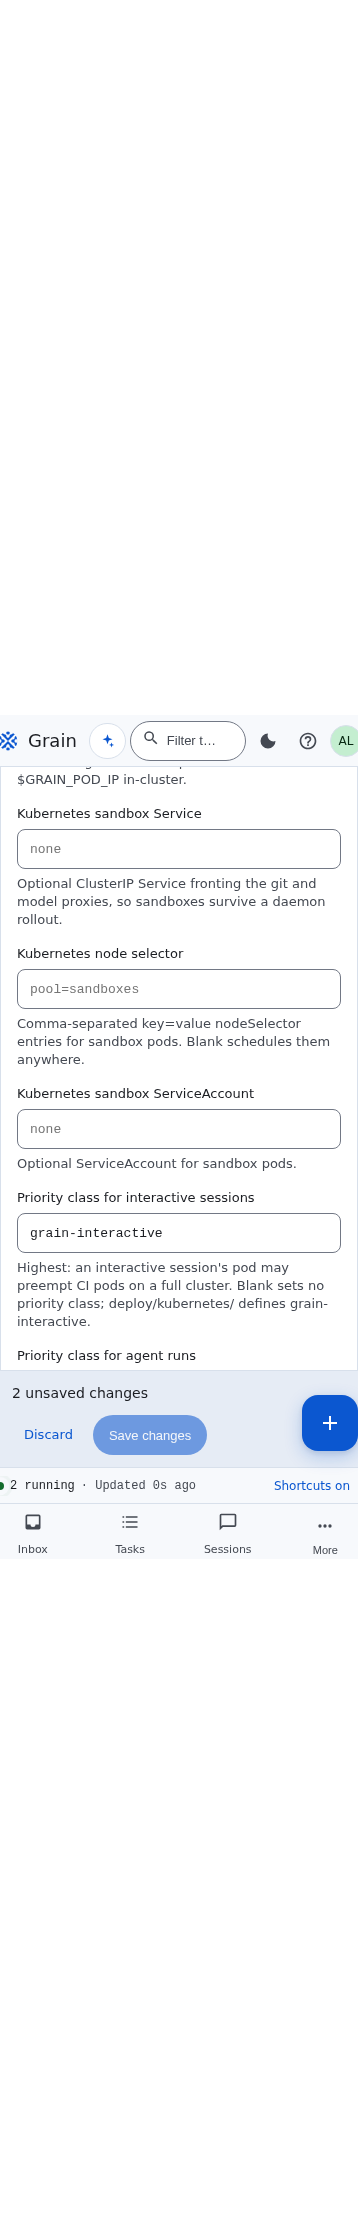 Grain
Filter t…
AL
$GRAIN_POD_IP in-cluster.
Kubernetes sandbox Service
none
Optional ClusterIP Service fronting the git and
model proxies, so sandboxes survive a daemon
rollout.
Kubernetes node selector
pool=sandboxes
Comma-separated key=value nodeSelector
entries for sandbox pods. Blank schedules them
anywhere.
Kubernetes sandbox ServiceAccount
none
Optional ServiceAccount for sandbox pods.
Priority class for interactive sessions
grain-interactive
Highest: an interactive session's pod may
preempt CI pods on a full cluster. Blank sets no
priority class; deploy/kubernetes/ defines grain-
interactive.
Priority class for agent runs
2 unsaved changes
Discard
Save changes
2 running · Updated 0s ago
Shortcuts on
Inbox
Tasks
Sessions
More